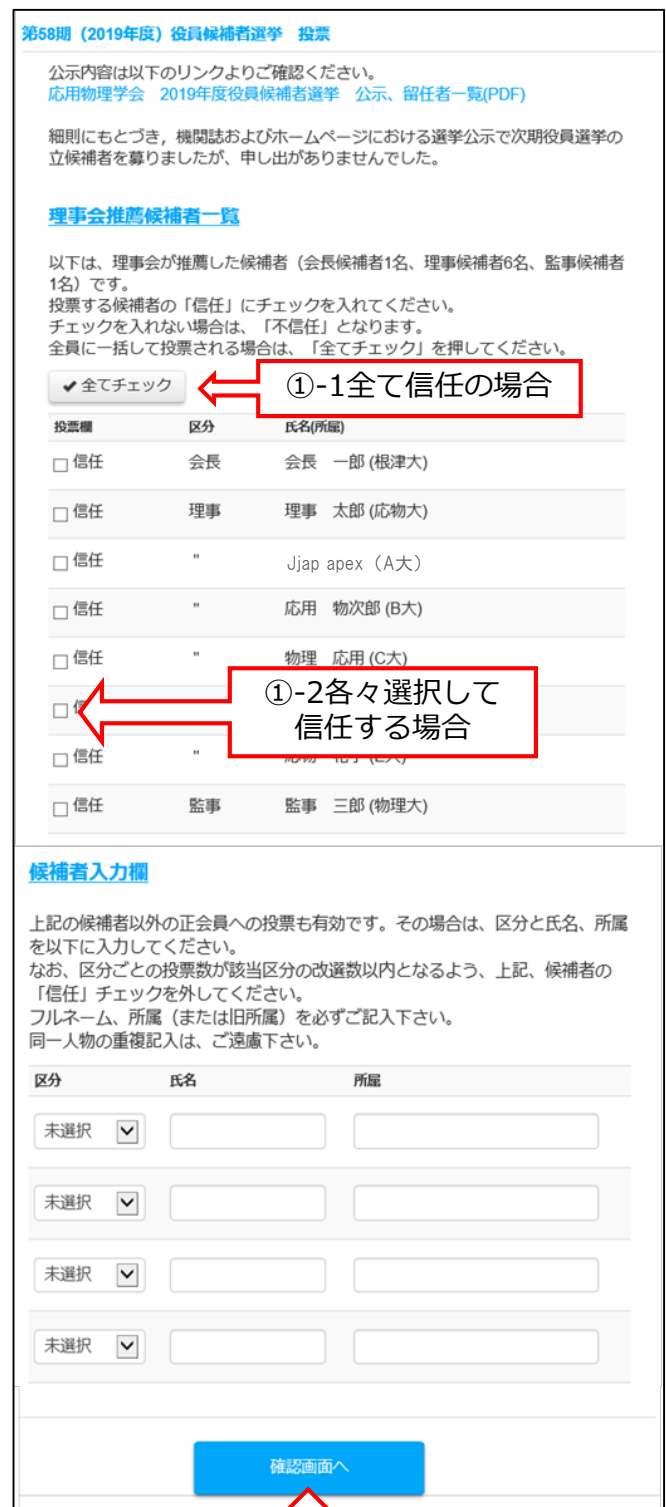 第58期（2019年度）役員候補者選挙　投票
公示内容は以下のリンクよりご確認ください。
応用物理学会　2019年度役員候補者選挙　公示、留任者一覧(PDF)
細則にもとづき，機関誌およびホームページにおける選挙公示で次期役員選挙の
立候補者を募りましたが、申し出がありませんでした。
理事会推薦候補者一覧
以下は、理事会が推薦した候補者（会長候補者1名、理事候補者6名、監事候補者
1名）です。
投票する候補者の「信任」にチェックを入れてください。
チェックを入れない場合は、「不信任」となります。
全員に一括して投票される場合は、「全てチェック」を押してください。
✔全てチェック
①-1全て信任の場合
投票欄 区分 氏名(所属)
信任 会長 会長　一郎 (根津大)
信任 理事 理事　太郎 (応物大)
信任 " Jjap apex（A大）
信任 " 応用　物次郎 (B大)
信任 " 物理　応用 (C大)
①-2各々選択して
信任する場合
信任 "
信任 監事 監事　三郎 (物理大)
候補者入力欄
上記の候補者以外の正会員への投票も有効です。その場合は、区分と氏名、所属
を以下に入力してください。
なお、区分ごとの投票数が該当区分の改選数以内となるよう、上記、候補者の
「信任」チェックを外してください。
フルネーム、所属（または旧所属）を必ずご記入下さい。
同一人物の重複記入は、ご遠慮下さい。
区分 氏名 所属
未選択
未選択
未選択
未選択
確認画面へ